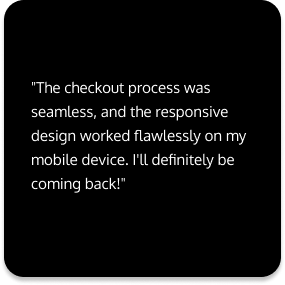 "The checkout process was
seamless, and the responsive
design worked flawlessly on my
mobile device. I'll definitely be
coming back!"